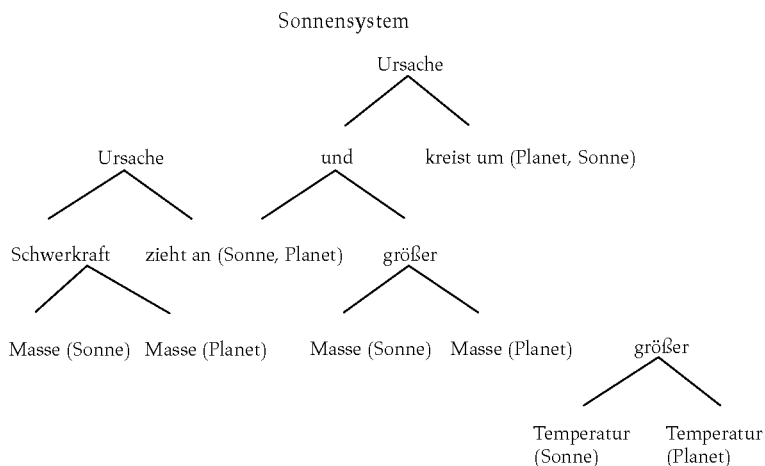 Sonnensystem
Ursache
Ursache und kreist um (Planet, Sonne)
Schwerkraft zieht an (Sonne, Planet) größer
Masse (Sonne) Masse (Planet) Masse (Sonne) Masse (Planet) größer
Temperatur Temperatur
(Sonne) (Planet)